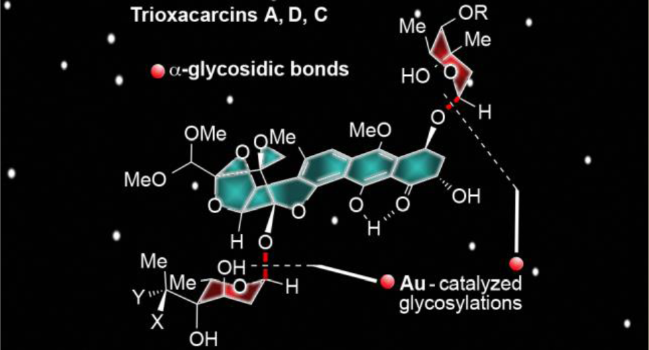 Trioxacarcins A, D, C
α-glycosidic bonds
OR
Me
Me
HO
O
H
O
OMe
OMe
MeO
O
MeO
O
O
O
O
OH
H
H
O
Me
OH
Me
O
H
Y
X
OH
Au-catalyzed
glycosylations